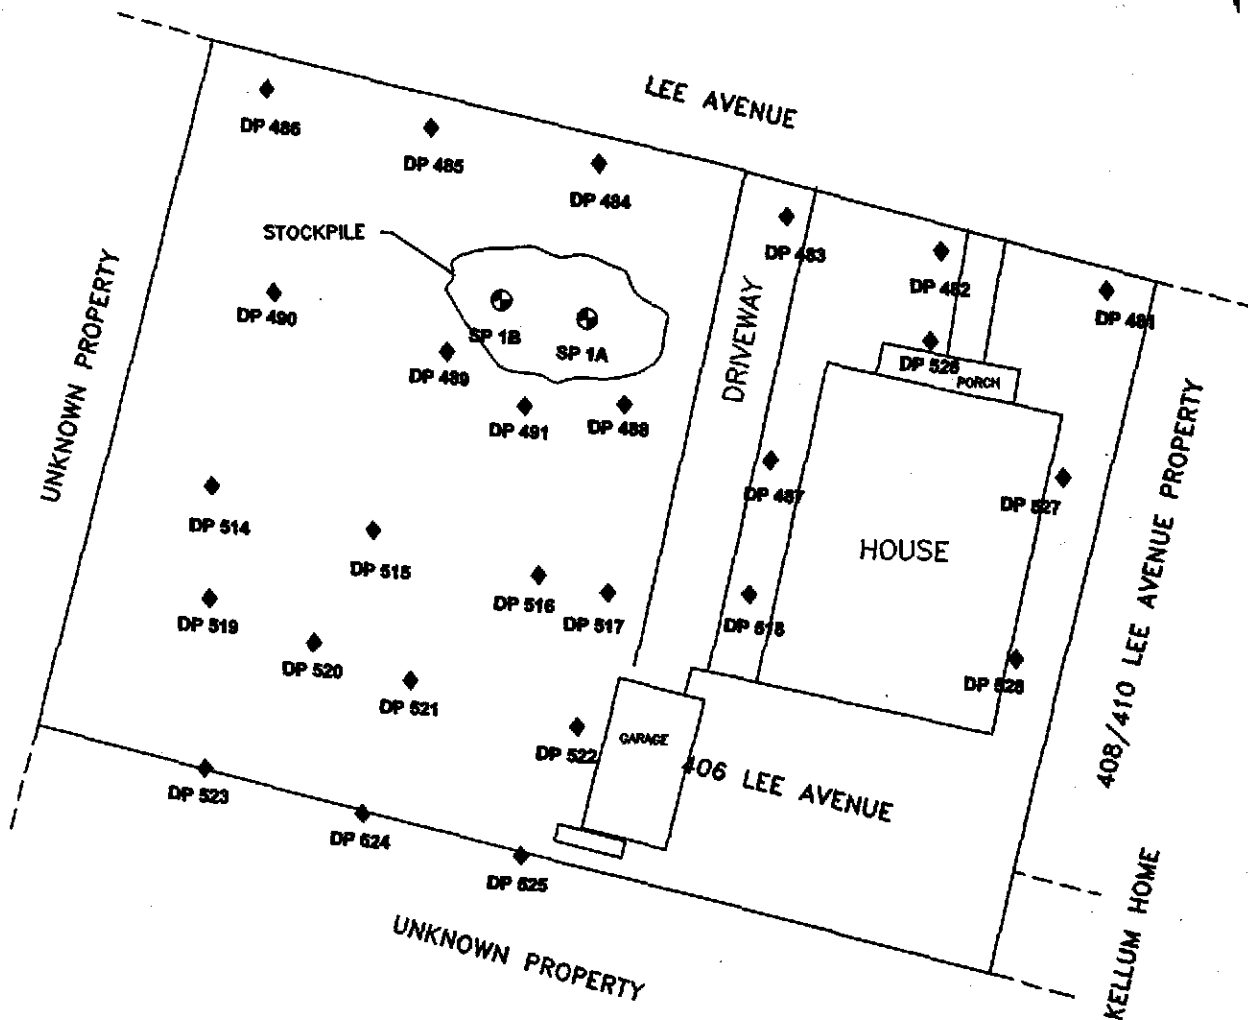 LEE AVENUE
DP 486
DP 485
DP 484
STOCKPILE
DP 483
DP 482
DP 481
UNKNOWN PROPERTY
DP 490
SP 1B
SP 1A
DRIVEWAY
DP 526
PORCH
DP 489
DP 491
DP 488
DP 487
DP 527
408/410 LEE AVENUE PROPERTY
DP 514
DP 515
HOUSE
DP 516
DP 517
DP 518
DP 519
DP 520
DP 521
DP 528
DP 522
GARAGE
406 LEE AVENUE
DP 523
DP 524
DP 525
KELLUM HOME
UNKNOWN PROPERTY